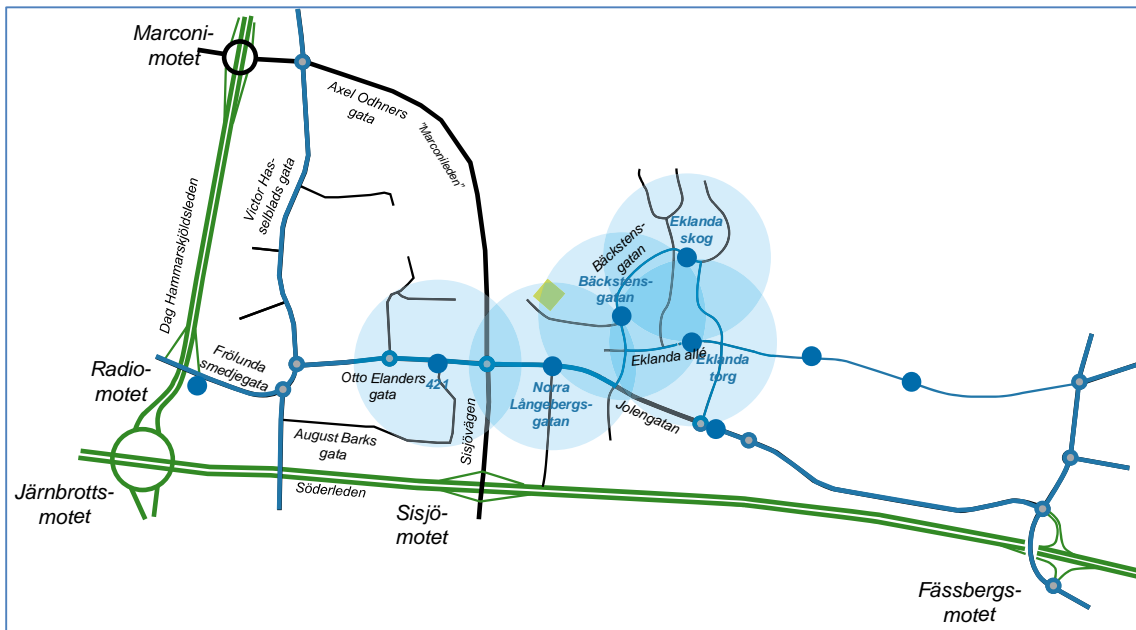 Marconi-
motet
Axel Odhners
gata
"Marconileden"
Victor Has-
selblads gata
Dag Hammarskjöldsleden
Eklanda
skog
Bäckstens-
gatan
Bäckstens-
gatan
Radio-
motet
Frölunda
smedjegata
Otto Elanders
gata
421
Norra
Långebergs-
gatan
Eklanda allé
Eklanda
torg
Jolengatan
August Barks
gata
Sisjövägen
Söderleden
Järnbrotts-
motet
Sisjö-
motet
Fässbergs-
motet